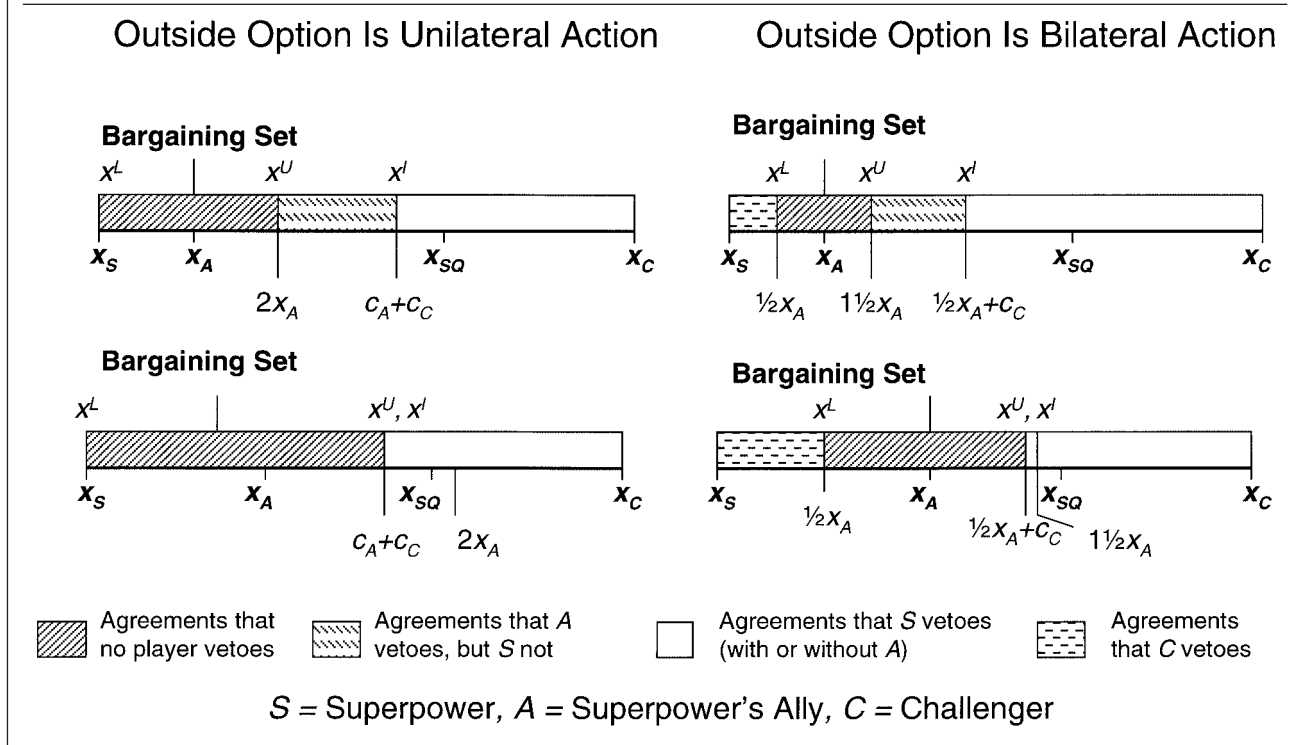 Outside Option Is Unilateral Action
Outside Option Is Bilateral Action
Bargaining Set
x^L x^U x^I
x_S x_A x_SQ x_C
2x_A c_A+c_C
Bargaining Set
x^L x^U x^I
x_S x_A x_SQ x_C
½x_A 1½x_A ½x_A+c_C
Bargaining Set
x^L x^U, x^I
x_S x_A x_SQ x_C
c_A+c_C 2x_A
Bargaining Set
x^L x^U, x^I
x_S x_A x_SQ x_C
½x_A ½x_A+c_C 1½x_A
Agreements that
no player vetoes
Agreements that A
vetoes, but S not
Agreements that S vetoes
(with or without A)
Agreements
that C vetoes
S = Superpower, A = Superpower's Ally, C = Challenger